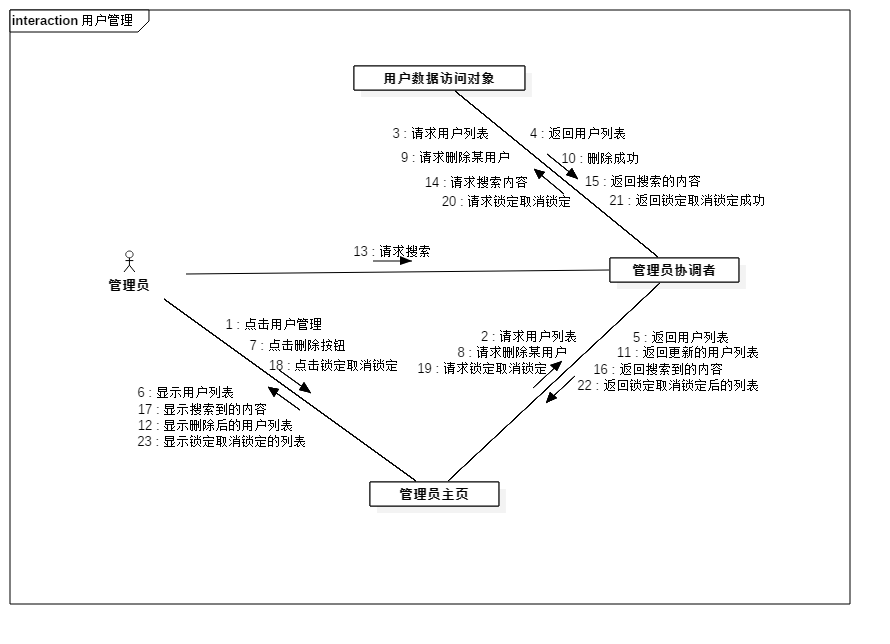 interaction 用户管理
用户数据访问对象
3 : 请求用户列表
4 : 返回用户列表
9 : 请求删除某用户
10 : 删除成功
14 : 请求搜索内容
15 : 返回搜索的内容
20 : 请求锁定取消锁定
21 : 返回锁定取消锁定成功
13 : 请求搜索
管理员
管理员协调者
1 : 点击用户管理
7 : 点击删除按钮
18 : 点击锁定取消锁定
2 : 请求用户列表
8 : 请求删除某用户
19 : 请求锁定取消锁定
5 : 返回用户列表
11 : 返回更新的用户列表
16 : 返回搜索到的内容
22 : 返回锁定取消锁定后的列表
6 : 显示用户列表
17 : 显示搜索到的内容
12 : 显示删除后的用户列表
23 : 显示锁定取消锁定的列表
管理员主页